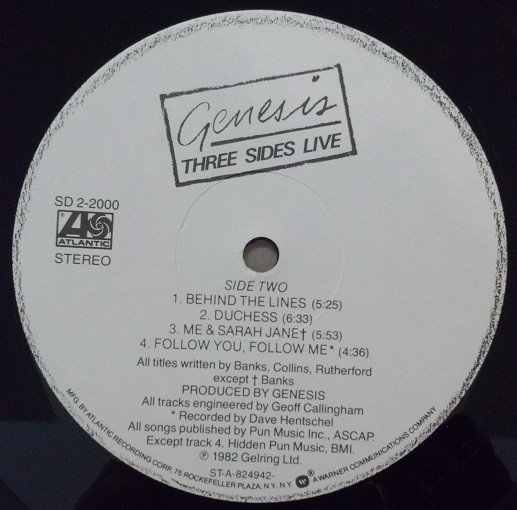 Genesis
THREE SIDES LIVE
SD 2-2000
ATLANTIC
STEREO
SIDE TWO
1. BEHIND THE LINES (5:25)
2. DUCHESS (6:33)
3. ME & SARAH JANE† (5:53)
4. FOLLOW YOU, FOLLOW ME* (4:36)
All titles written by Banks, Collins, Rutherford
except † Banks
PRODUCED BY GENESIS
All tracks engineered by Geoff Callingham
* Recorded by Dave Hentschel
All songs published by Pun Music Inc., ASCAP.
Except track 4. Hidden Pun Music, BMI.
℗ 1982 Gelring Ltd.
ST-A-824942-
MFG. BY ATLANTIC RECORDING CORP. 75 ROCKEFELLER PLAZA, N.Y. N.Y. ® A WARNER COMMUNICATIONS COMPANY